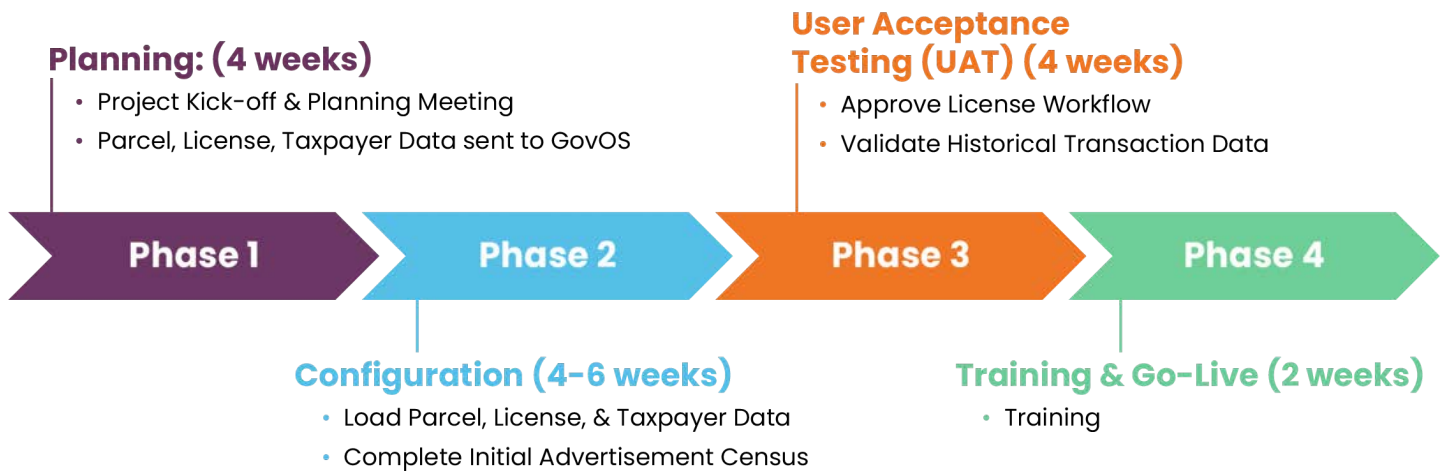 Planning: (4 weeks)
• Project Kick-off & Planning Meeting
• Parcel, License, Taxpayer Data sent to GovOS
User Acceptance
Testing (UAT) (4 weeks)
• Approve License Workflow
• Validate Historical Transaction Data
Phase 1
Phase 2
Phase 3
Phase 4
Configuration (4-6 weeks)
• Load Parcel, License, & Taxpayer Data
• Complete Initial Advertisement Census
Training & Go-Live (2 weeks)
• Training